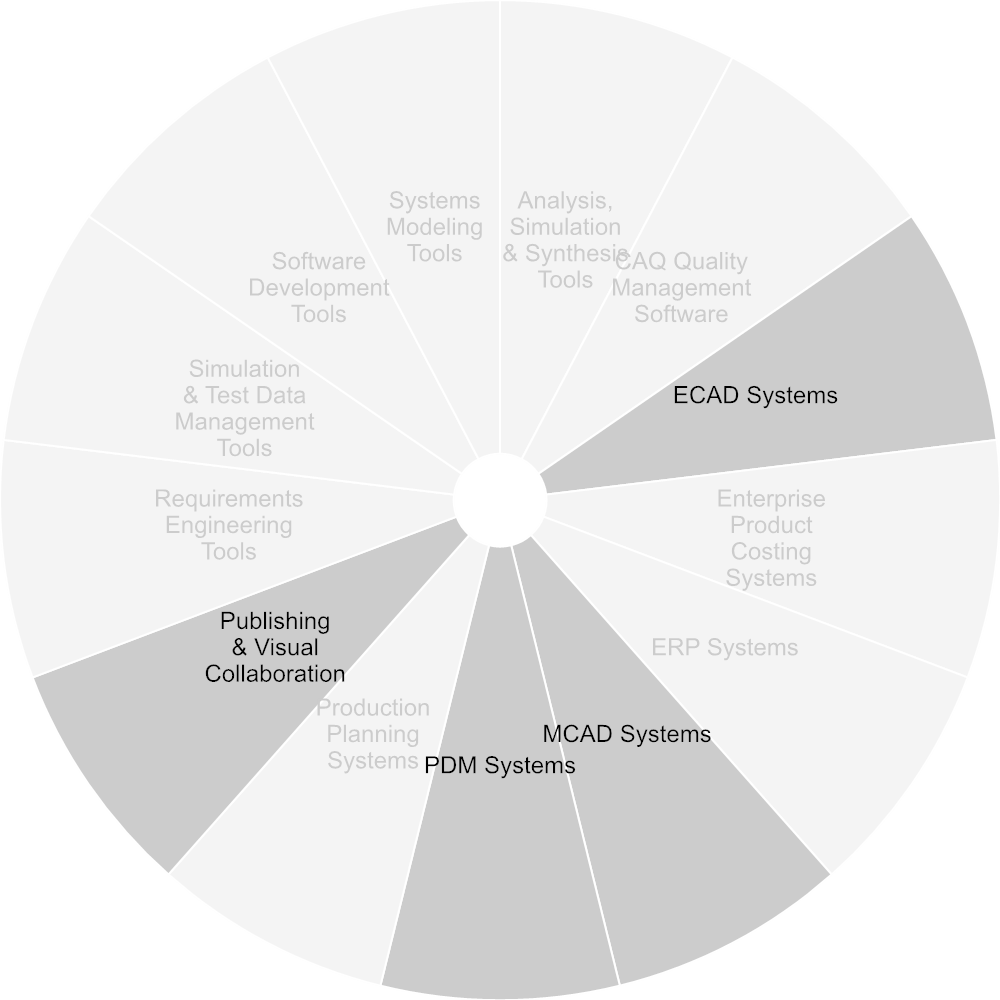 Systems
Modeling
Tools
Analysis,
Simulation
& Synthesis
Tools
CAQ Quality
Management
Software
ECAD Systems
Enterprise
Product
Costing
Systems
ERP Systems
MCAD Systems
PDM Systems
Production
Planning
Systems
Publishing
& Visual
Collaboration
Requirements
Engineering
Tools
Simulation
& Test Data
Management
Tools
Software
Development
Tools